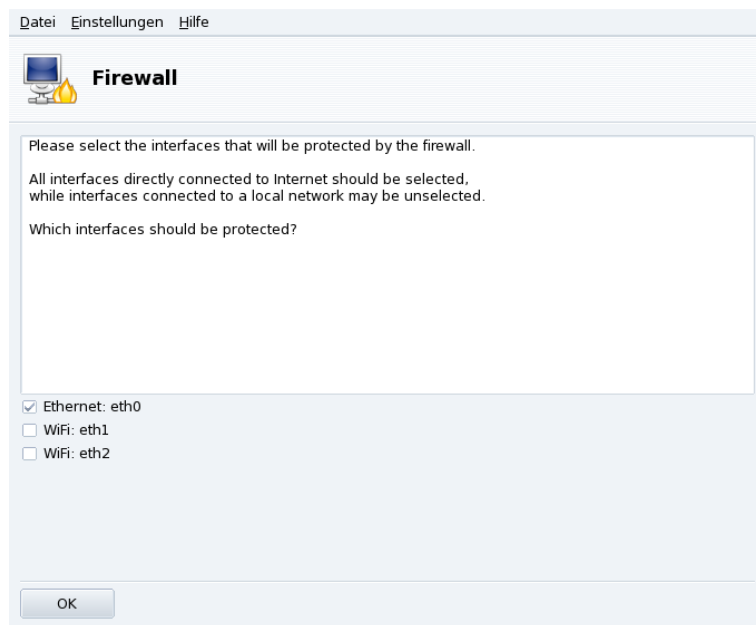 Datei Einstellungen Hilfe
Firewall
Please select the interfaces that will be protected by the firewall.
All interfaces directly connected to Internet should be selected,
while interfaces connected to a local network may be unselected.
Which interfaces should be protected?
Ethernet: eth0
WiFi: eth1
WiFi: eth2
OK